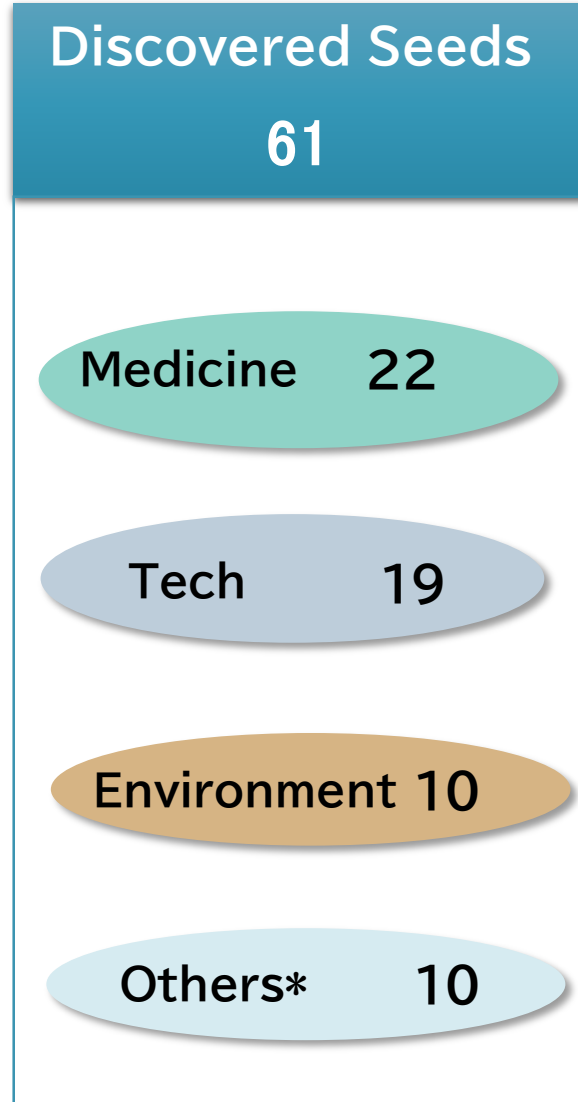 Discovered Seeds
61
Medicine 22
Tech 19
Environment 10
Others* 10